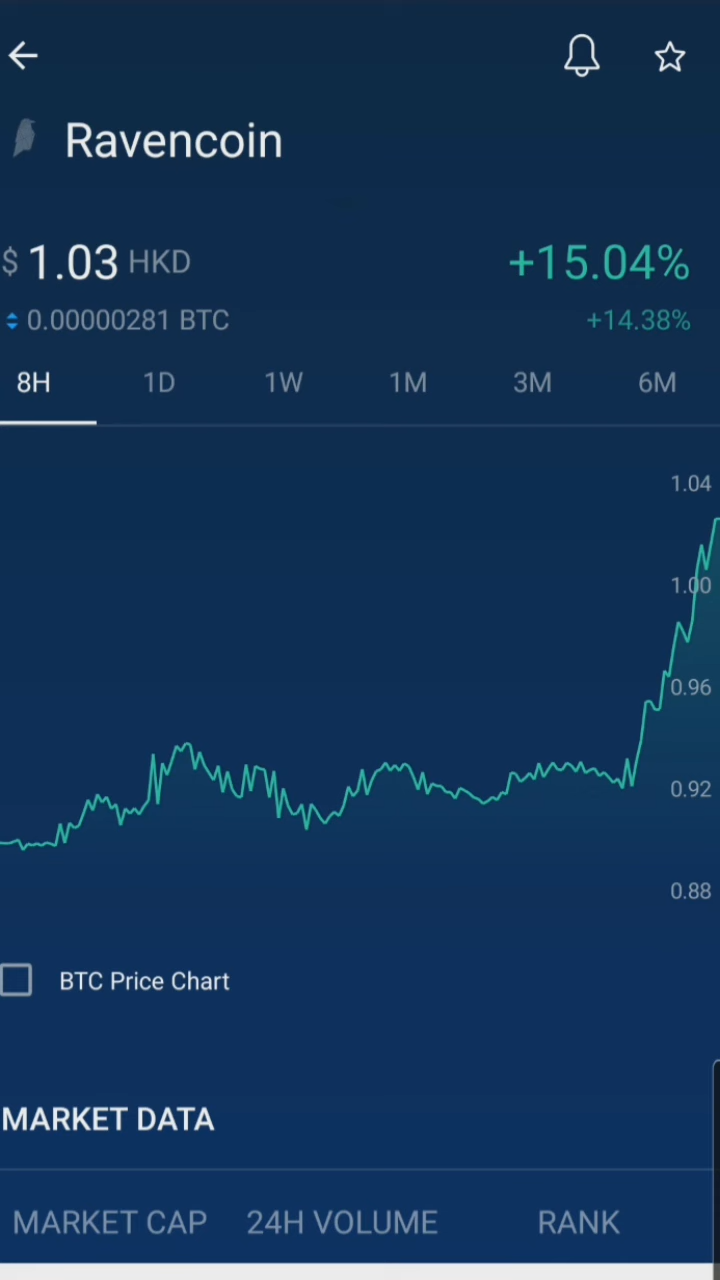 Ravencoin
$ 1.03 HKD +15.04%
0.00000281 BTC +14.38%
8H 1D 1W 1M 3M 6M
1.04
1.00
0.96
0.92
0.88
BTC Price Chart
MARKET DATA
MARKET CAP 24H VOLUME RANK